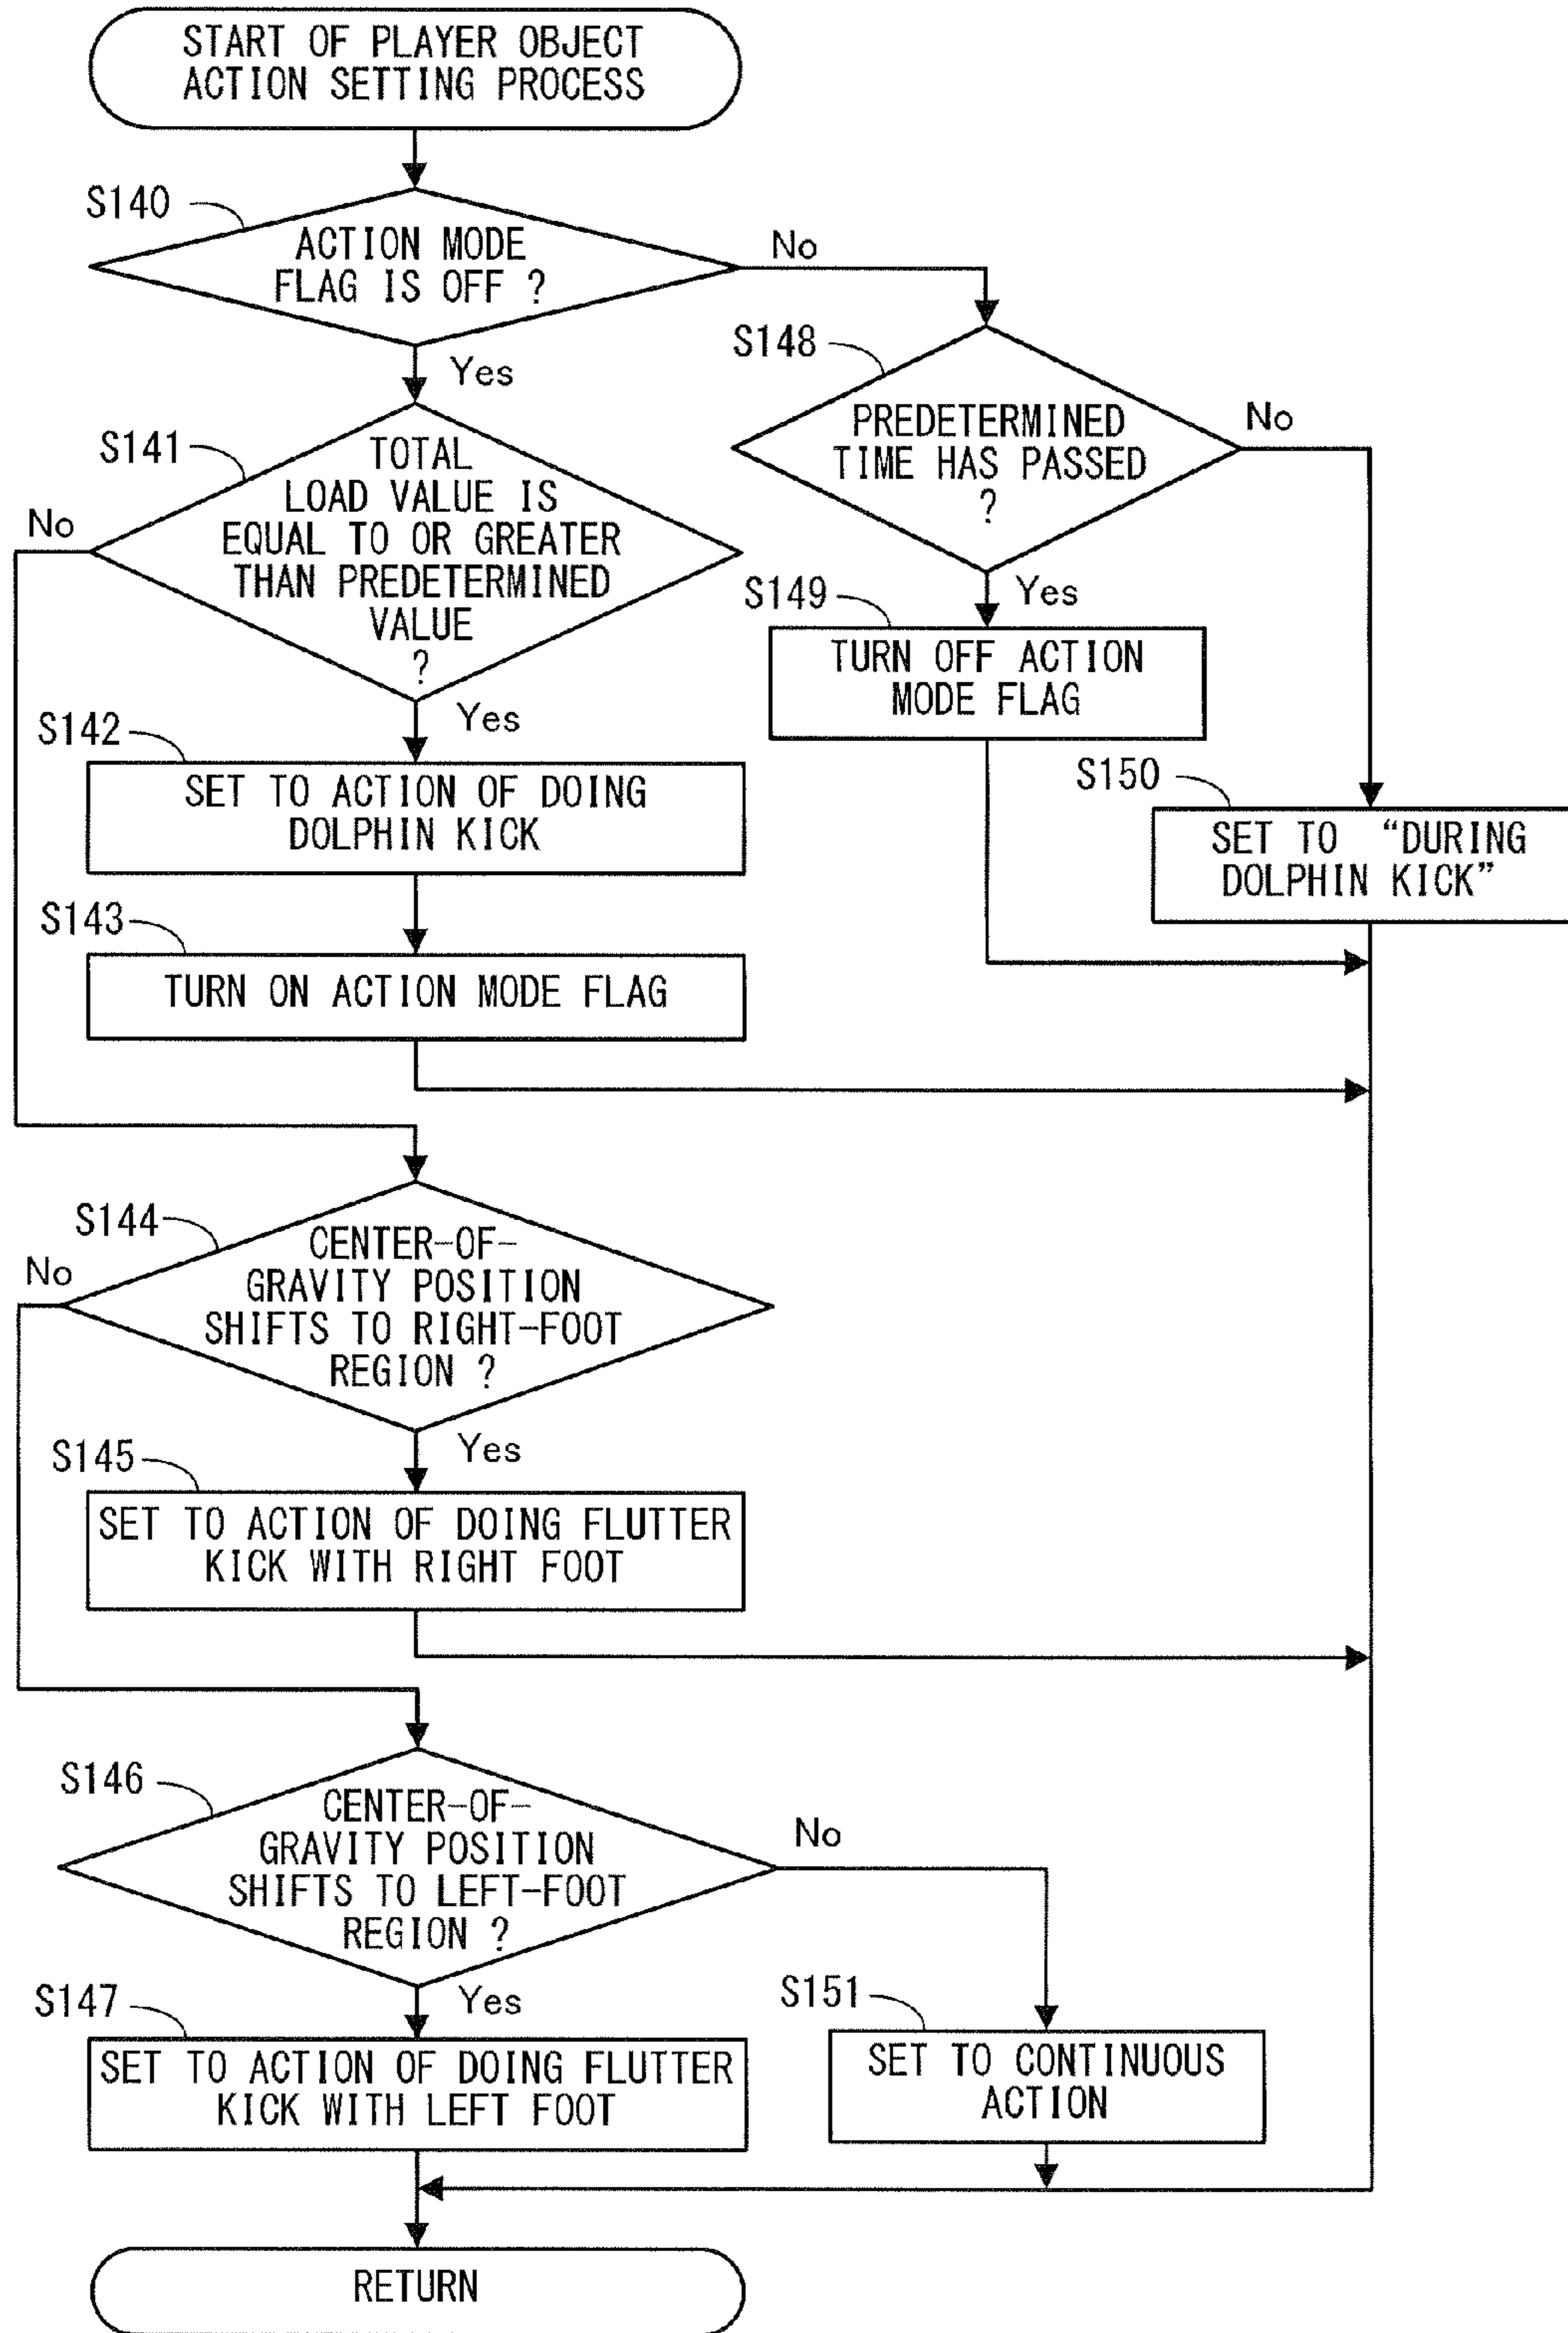 START OF PLAYER OBJECT
ACTION SETTING PROCESS
S140
ACTION MODE
FLAG IS OFF ?
No
Yes
S148
PREDETERMINED
TIME HAS PASSED
?
No
Yes
S141
TOTAL
LOAD VALUE IS
EQUAL TO OR GREATER
THAN PREDETERMINED
VALUE
?
No
Yes
S149
TURN OFF ACTION
MODE FLAG
S142
SET TO ACTION OF DOING
DOLPHIN KICK
S150
SET TO “DURING
DOLPHIN KICK”
S143
TURN ON ACTION MODE FLAG
S144
CENTER-OF-
GRAVITY POSITION
SHIFTS TO RIGHT-FOOT
REGION ?
No
Yes
S145
SET TO ACTION OF DOING FLUTTER
KICK WITH RIGHT FOOT
S146
CENTER-OF-
GRAVITY POSITION
SHIFTS TO LEFT-FOOT
REGION ?
No
Yes
S147
SET TO ACTION OF DOING FLUTTER
KICK WITH LEFT FOOT
S151
SET TO CONTINUOUS
ACTION
RETURN